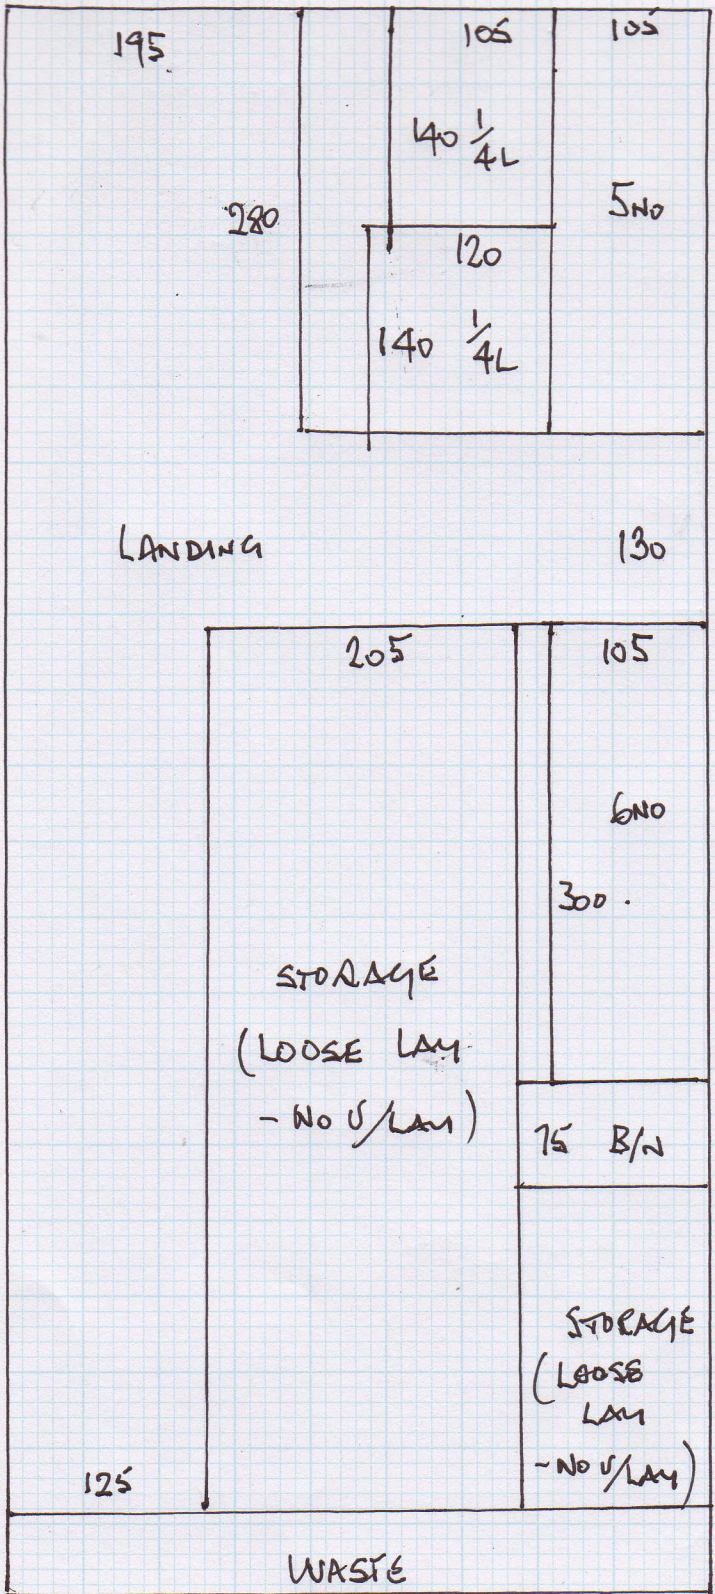 195
105
105
140 1/4L
280
5NO
120
140 1/4L
LANDING
130
205
105
6NO
300.
STORAGE
(LOOSE LAY
- NO U/LAY)
75 B/N
STORAGE
(LOOSE
LAY
- NO U/LAY)
125
WASTE